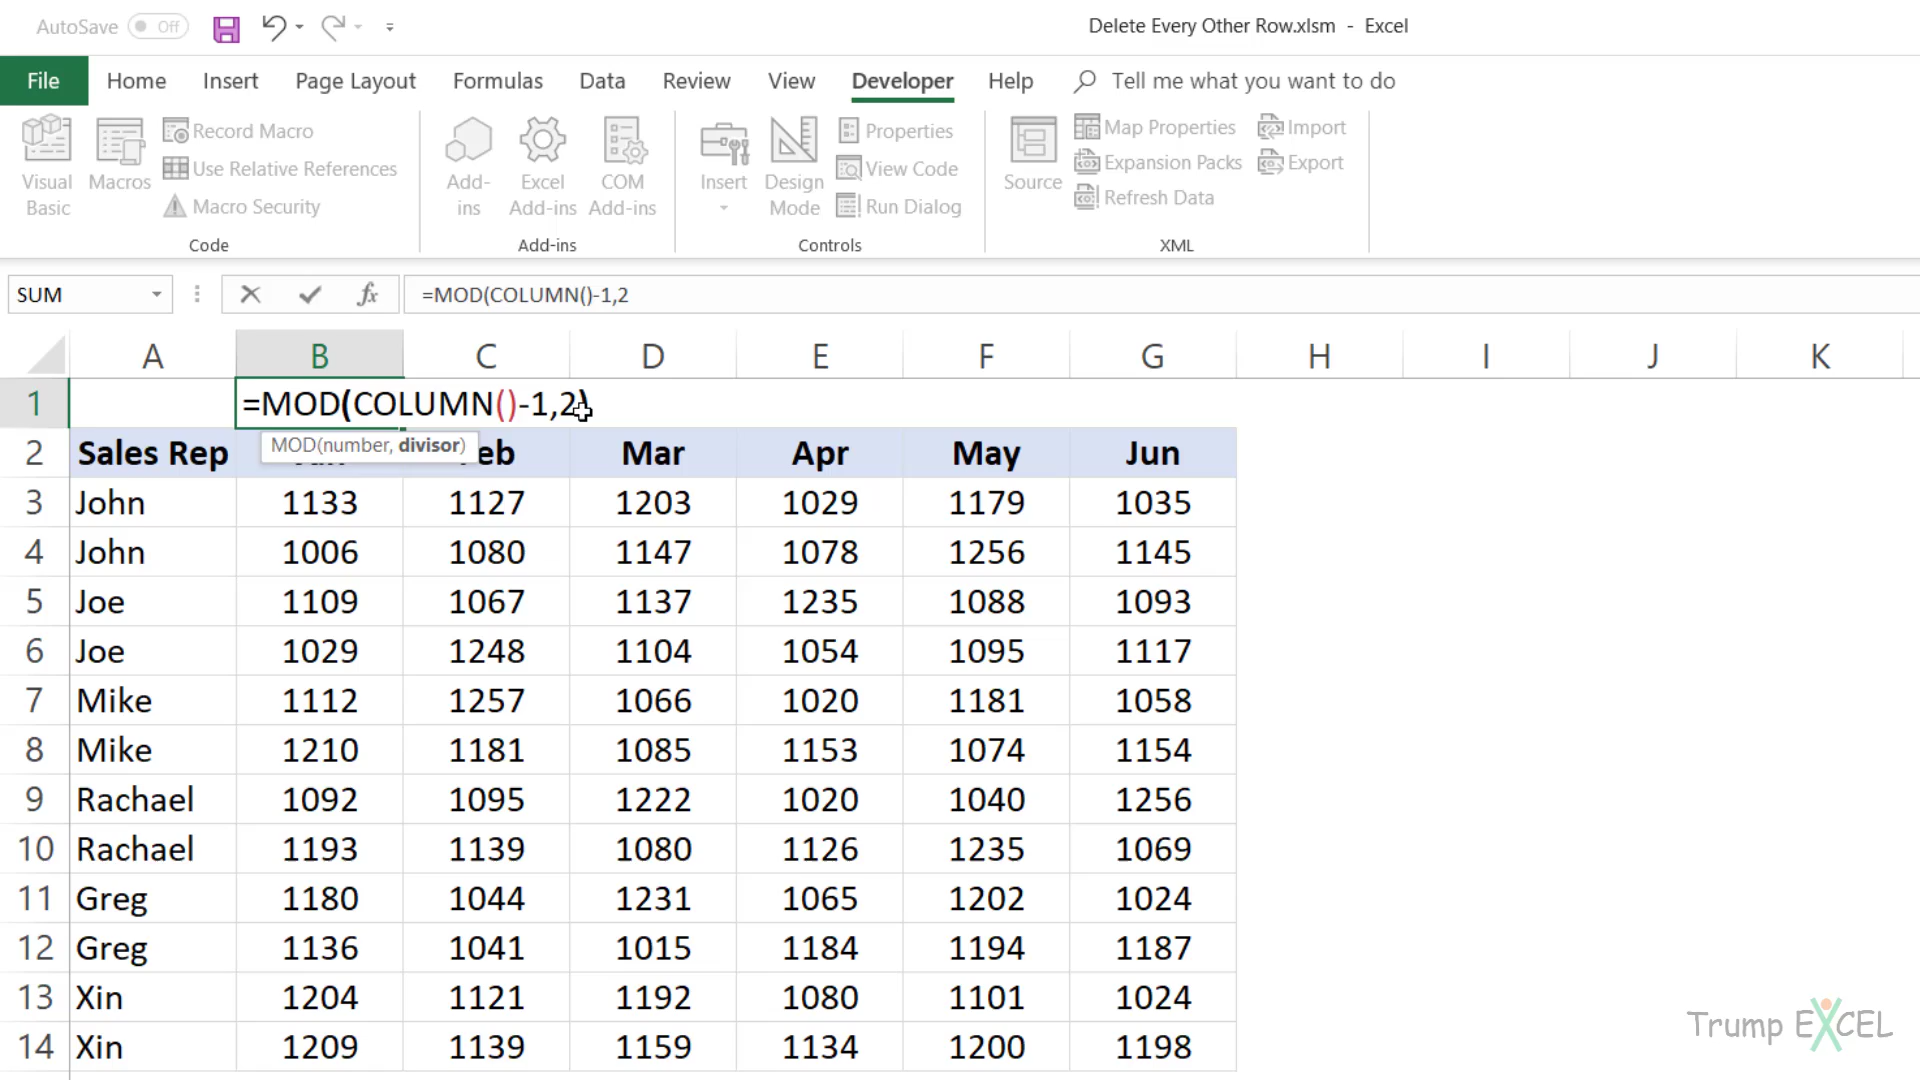 AutoSave Off Delete Every Other Row.xlsm - Excel
File Home Insert Page Layout Formulas Data Review View Developer Help Tell me what you want to do
Visual Basic
Macros
Record Macro
Use Relative References
Macro Security
Code
Add-ins
Excel Add-ins
COM Add-ins
Add-ins
Insert
Design Mode
Properties
View Code
Run Dialog
Controls
Source
Map Properties
Expansion Packs
Refresh Data
Import
Export
XML
SUM fx =MOD(COLUMN()-1,2
A B C D E F G H I J K
1 =MOD(COLUMN()-1,2)
MOD(number, divisor)
2 Sales Rep Feb Mar Apr May Jun
3 John 1133 1127 1203 1029 1179 1035
4 John 1006 1080 1147 1078 1256 1145
5 Joe 1109 1067 1137 1235 1088 1093
6 Joe 1029 1248 1104 1054 1095 1117
7 Mike 1112 1257 1066 1020 1181 1058
8 Mike 1210 1181 1085 1153 1074 1154
9 Rachael 1092 1095 1222 1020 1040 1256
10 Rachael 1193 1139 1080 1126 1235 1069
11 Greg 1180 1044 1231 1065 1202 1024
12 Greg 1136 1041 1015 1184 1194 1187
13 Xin 1204 1121 1192 1080 1101 1024
14 Xin 1209 1139 1159 1134 1200 1198
Trump EXCEL